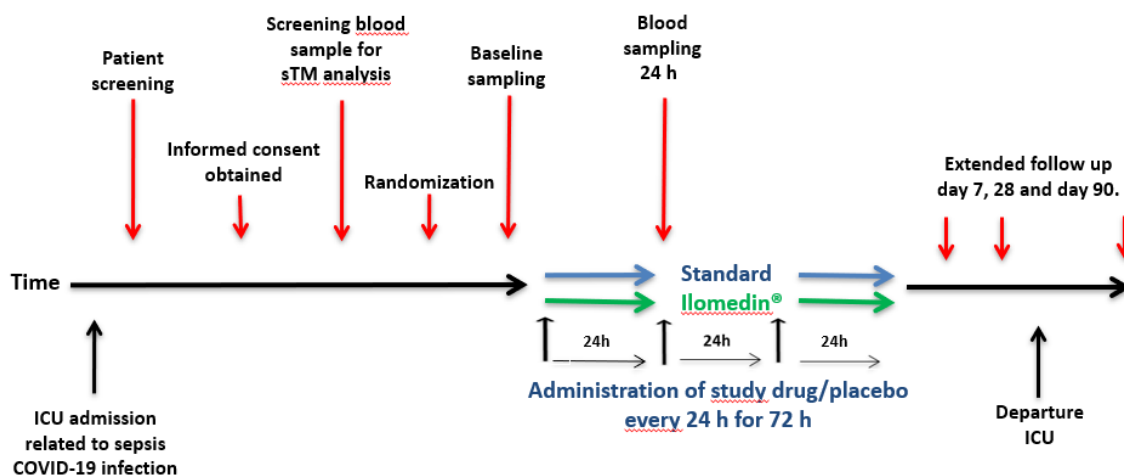 Patient
screening
Informed consent
obtained
Screening blood
sample for
sTM analysis
Randomization
Baseline
sampling
Blood
sampling
24 h
Extended follow up
day 7, 28 and day 90.
Time
Standard
Ilomedin®
24h
24h
24h
Administration of study drug/placebo
every 24 h for 72 h
ICU admission
related to sepsis
COVID-19 infection
Departure
ICU